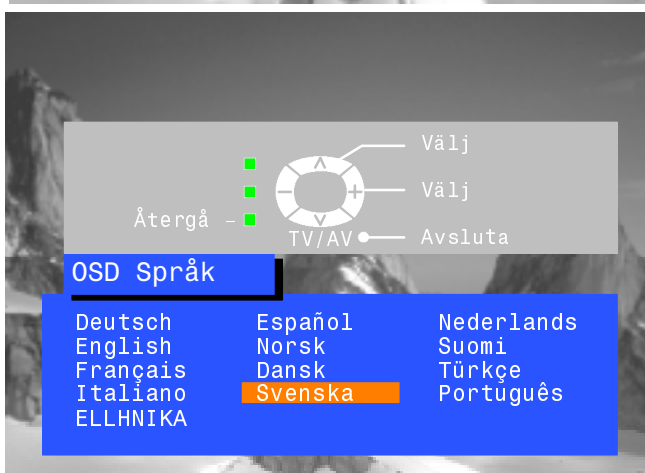 Välj
Välj
Återgå
TV/AV Avsluta
OSD Språk
Deutsch Español Nederlands
English Norsk Suomi
Français Dansk Türkçe
Italiano Svenska Português
ELLHNIKA